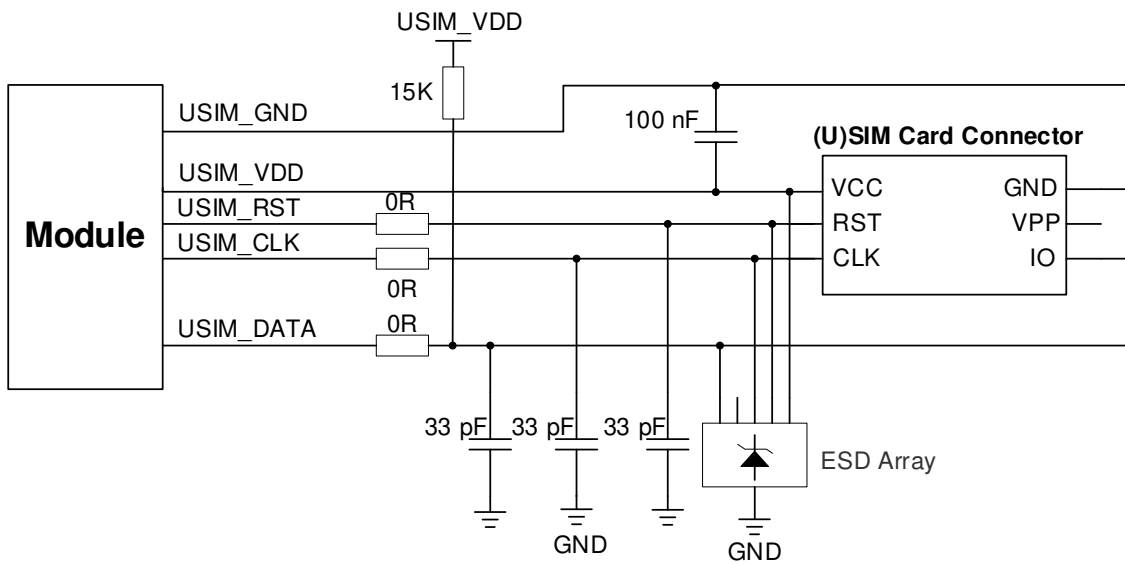 USIM_VDD
15K
USIM_GND
100 nF
(U)SIM Card Connector
USIM_VDD
VCC
GND
Module
USIM_RST
0R
RST
VPP
USIM_CLK
CLK
IO
0R
USIM_DATA
0R
33 pF
33 pF
33 pF
ESD Array
GND
GND